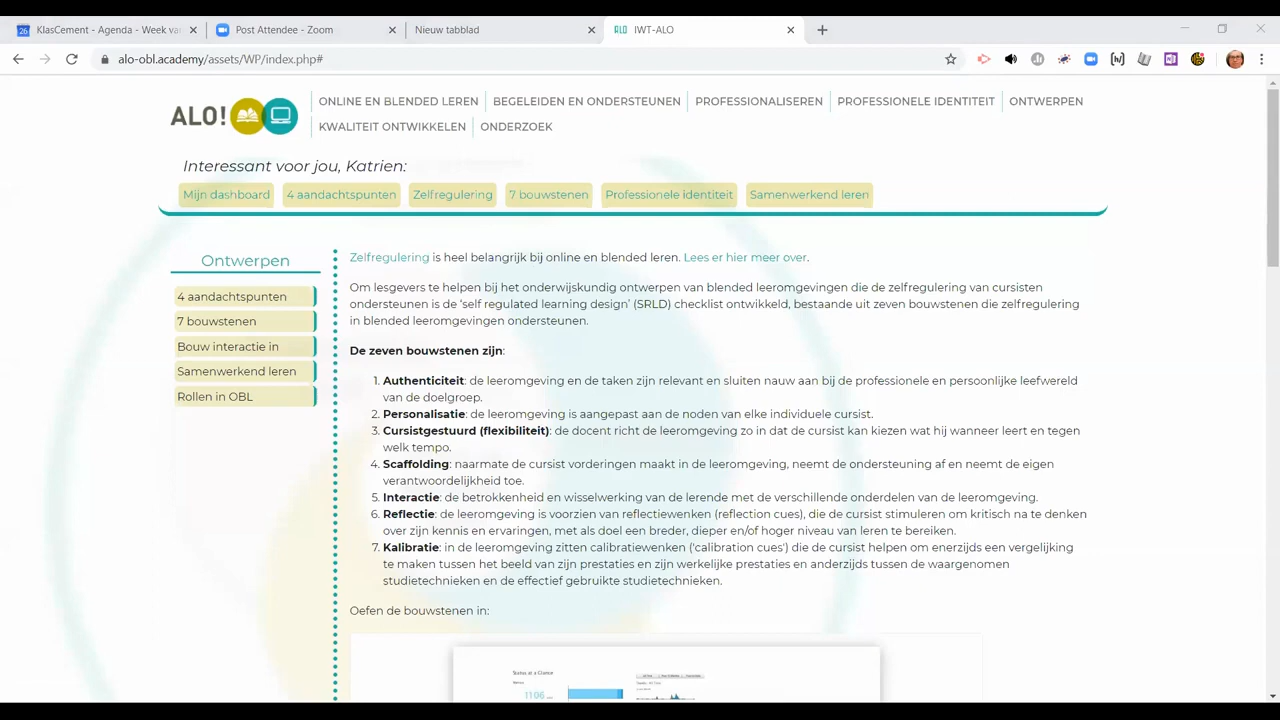 KlasCement - Agenda - Week va
Post Attendee - Zoom
Nieuw tabblad
IWT-ALO
alo-obl.academy/assets/WP/index.php#
ALO!
ONLINE EN BLENDED LEREN
BEGELEIDEN EN ONDERSTEUNEN
PROFESSIONALISEREN
PROFESSIONELE IDENTITEIT
ONTWERPEN
KWALITEIT ONTWIKKELEN
ONDERZOEK
Interessant voor jou, Katrien:
Mijn dashboard
4 aandachtspunten
Zelfregulering
7 bouwstenen
Professionele identiteit
Samenwerkend leren
Ontwerpen
4 aandachtspunten
7 bouwstenen
Bouw interactie in
Samenwerkend leren
Rollen in OBL
Zelfregulering is heel belangrijk bij online en blended leren. Lees er hier meer over.
Om lesgevers te helpen bij het onderwijskundig ontwerpen van blended leeromgevingen die de zelfregulering van cursisten
ondersteunen is de ‘self regulated learning design’ (SRLD) checklist ontwikkeld, bestaande uit zeven bouwstenen die zelfregulering
in blended leeromgevingen ondersteunen.
De zeven bouwstenen zijn:
1. Authenticiteit: de leeromgeving en de taken zijn relevant en sluiten nauw aan bij de professionele en persoonlijke leefwereld
van de doelgroep.
2. Personalisatie: de leeromgeving is aangepast aan de noden van elke individuele cursist.
3. Cursistgestuurd (flexibiliteit): de docent richt de leeromgeving zo in dat de cursist kan kiezen wat hij wanneer leert en tegen
welk tempo.
4. Scaffolding: naarmate de cursist vorderingen maakt in de leeromgeving, neemt de ondersteuning af en neemt de eigen
verantwoordelijkheid toe.
5. Interactie: de betrokkenheid en wisselwerking van de lerende met de verschillende onderdelen van de leeromgeving.
6. Reflectie: de leeromgeving is voorzien van reflectiewenken (reflection cues), die de cursist stimuleren om kritisch na te denken
over zijn kennis en ervaringen, met als doel een breder, dieper en/of hoger niveau van leren te bereiken.
7. Kalibratie: in de leeromgeving zitten calibratiewenken ('calibration cues') die de cursist helpen om enerzijds een vergelijking
te maken tussen het beeld van zijn prestaties en zijn werkelijke prestaties en anderzijds tussen de waargenomen
studietechnieken en de effectief gebruikte studietechnieken.
Oefen de bouwstenen in:
Status at a Glance
1106